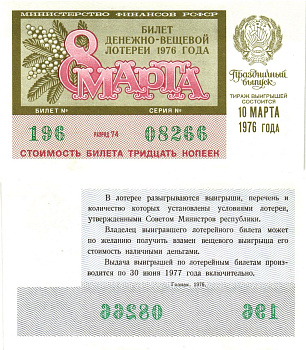 МИНИСТЕРСТВО ФИНАНСОВ РСФСР
БИЛЕТ
ДЕНЕЖНО-ВЕЩЕВОЙ
ЛОТЕРЕИ 1976 ГОДА
8 МАРТА
БИЛЕТ №
СЕРИЯ №
196
РАЗРЯД 74
08266
СТОИМОСТЬ БИЛЕТА ТРИДЦАТЬ КОПЕЕК
Праздничный
выпуск
ТИРАЖ ВЫИГРЫШЕЙ
СОСТОИТСЯ
10 МАРТА
1976 ГОДА
В лотерее разыгрываются выигрыши, перечень и
количество которых установлены условиями лотереи,
утвержденными Советом Министров республики.
Владелец выигравшего лотерейного билета может
по желанию получить взамен вещевого выигрыша его
стоимость наличными деньгами.
Выдача выигрышей по лотерейным билетам произ-
водится по 30 июня 1977 года включительно.
Гознак. 1976.
08266
196